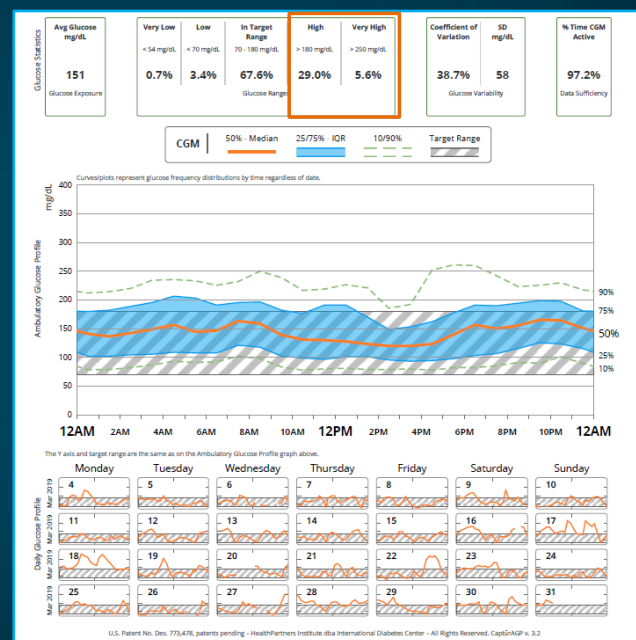 Glucose Statistics
Avg Glucose
mg/dL
151
Glucose Exposure
Very Low
< 54 mg/dL
0.7%
Low
< 70 mg/dL
3.4%
In Target
Range
70 - 180 mg/dL
67.6%
High
> 180 mg/dL
29.0%
Very High
> 250 mg/dL
5.6%
Glucose Ranges
Coefficient of
Variation
38.7%
SD
mg/dL
58
Glucose Variability
% Time CGM
Active
97.2%
Data Sufficiency
CGM
50% - Median
25/75% - IQR
10/90%
Target Range
Curves/plots represent glucose frequency distributions by time regardless of date.
mg/dL
Ambulatory Glucose Profile
400
350
300
250
200
150
100
50
0
90%
75%
50%
25%
10%
12AM 2AM 4AM 6AM 8AM 10AM 12PM 2PM 4PM 6PM 8PM 10PM 12AM
The Y axis and target range are the same as on the Ambulatory Glucose Profile graph above.
Daily Glucose Profile
Monday Tuesday Wednesday Thursday Friday Saturday Sunday
Mar 2019
4 5 6 7 8 9 10
Mar 2019
11 12 13 14 15 16 17
Mar 2019
18 19 20 21 22 23 24
Mar 2019
25 26 27 28 29 30 31
U.S. Patent No. Des. 773,478, patents pending – HealthPartners Institute dba International Diabetes Center – All Rights Reserved. CapturAGP v. 3.2